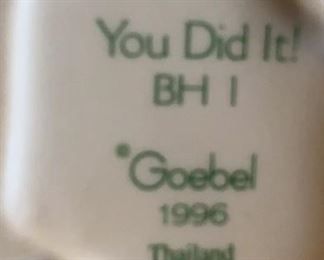 You Did It!
BH 1
®Goebel
1996
Thailand